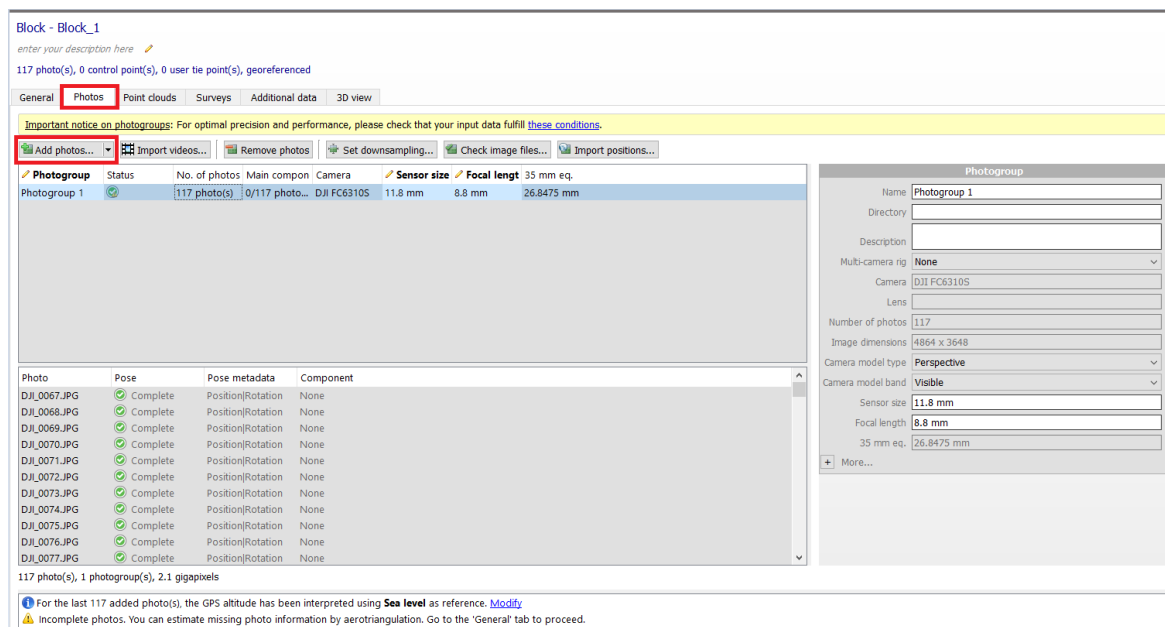 Block - Block_1
enter your description here
117 photo(s), 0 control point(s), 0 user tie point(s), georeferenced
General Photos Point clouds Surveys Additional data 3D view
Important notice on photogroups: For optimal precision and performance, please check that your input data fulfill these conditions.
Add photos... Import videos... Remove photos Set downsampling... Check image files... Import positions...
Photogroup Status No. of photos Main compon Camera Sensor size Focal lengt 35 mm eq.
Photogroup 1 117 photo(s) 0/117 photo... DJI FC6310S 11.8 mm 8.8 mm 26.8475 mm
Photogroup
Name Photogroup 1
Directory
Description
Multi-camera rig None
Camera DJI FC6310S
Lens
Number of photos 117
Image dimensions 4864 x 3648
Camera model type Perspective
Camera model band Visible
Sensor size 11.8 mm
Focal length 8.8 mm
35 mm eq. 26.8475 mm
+ More...
Photo Pose Pose metadata Component
DJI_0067.JPG Complete Position|Rotation None
DJI_0068.JPG Complete Position|Rotation None
DJI_0069.JPG Complete Position|Rotation None
DJI_0070.JPG Complete Position|Rotation None
DJI_0071.JPG Complete Position|Rotation None
DJI_0072.JPG Complete Position|Rotation None
DJI_0073.JPG Complete Position|Rotation None
DJI_0074.JPG Complete Position|Rotation None
DJI_0075.JPG Complete Position|Rotation None
DJI_0076.JPG Complete Position|Rotation None
DJI_0077.JPG Complete Position|Rotation None
117 photo(s), 1 photogroup(s), 2.1 gigapixels
For the last 117 added photo(s), the GPS altitude has been interpreted using Sea level as reference. Modify
Incomplete photos. You can estimate missing photo information by aerotriangulation. Go to the 'General' tab to proceed.